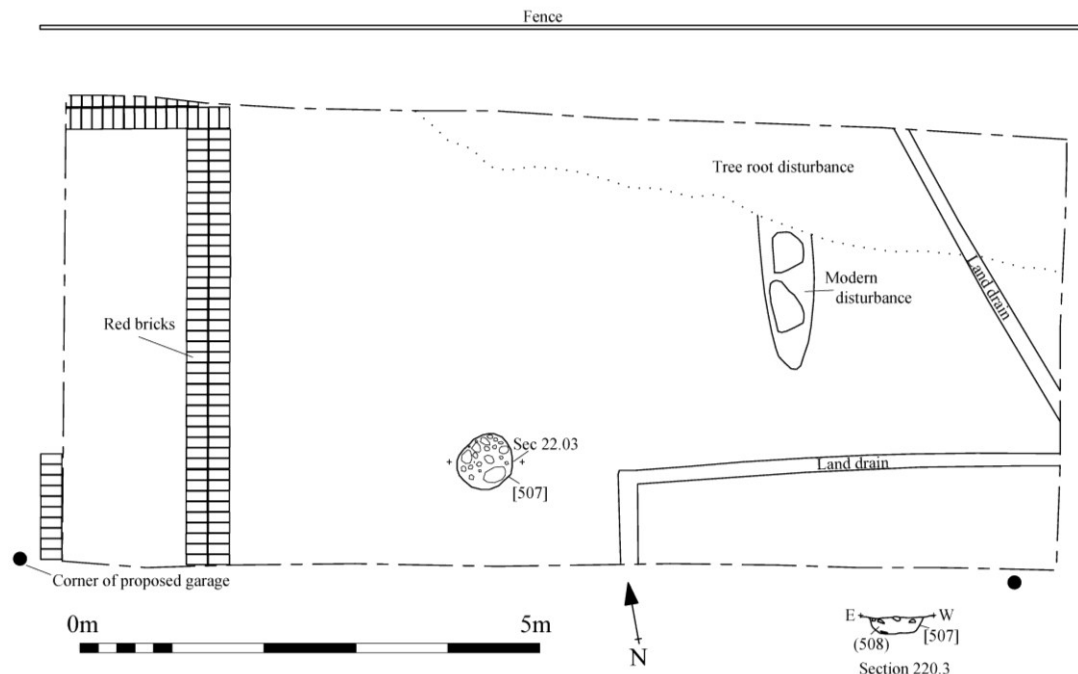 Fence
Tree root disturbance
Land drain
Modern
disturbance
Red bricks
Sec 22.03
[507]
Land drain
Corner of proposed garage
0m
5m
N
E
W
(508)
[507]
Section 220.3